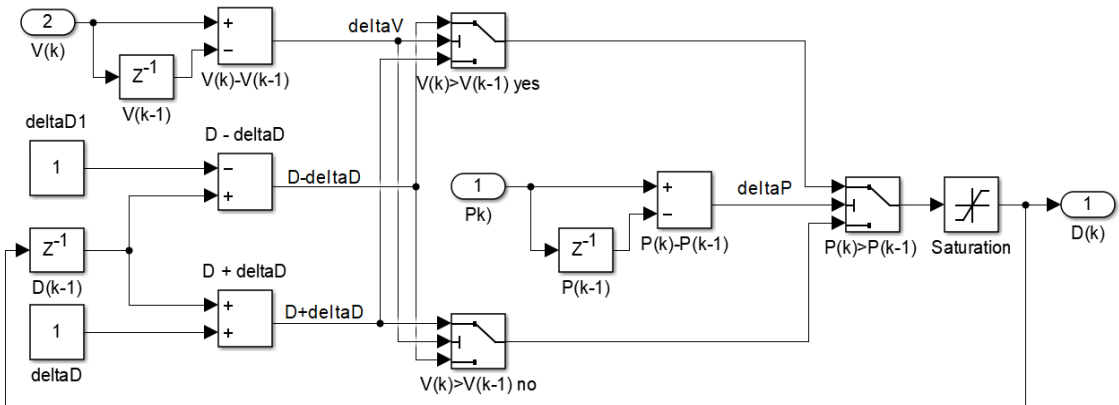 2
V(k)
+
−
V(k)-V(k-1)
Z-1
V(k-1)
deltaV
V(k)>V(k-1) yes
deltaD1
1
D - deltaD
−
+
D-deltaD
1
Pk)
+
−
P(k)-P(k-1)
deltaP
Z-1
P(k-1)
P(k)>P(k-1)
Saturation
1
D(k)
Z-1
D(k-1)
D + deltaD
+
+
D+deltaD
1
deltaD
V(k)>V(k-1) no